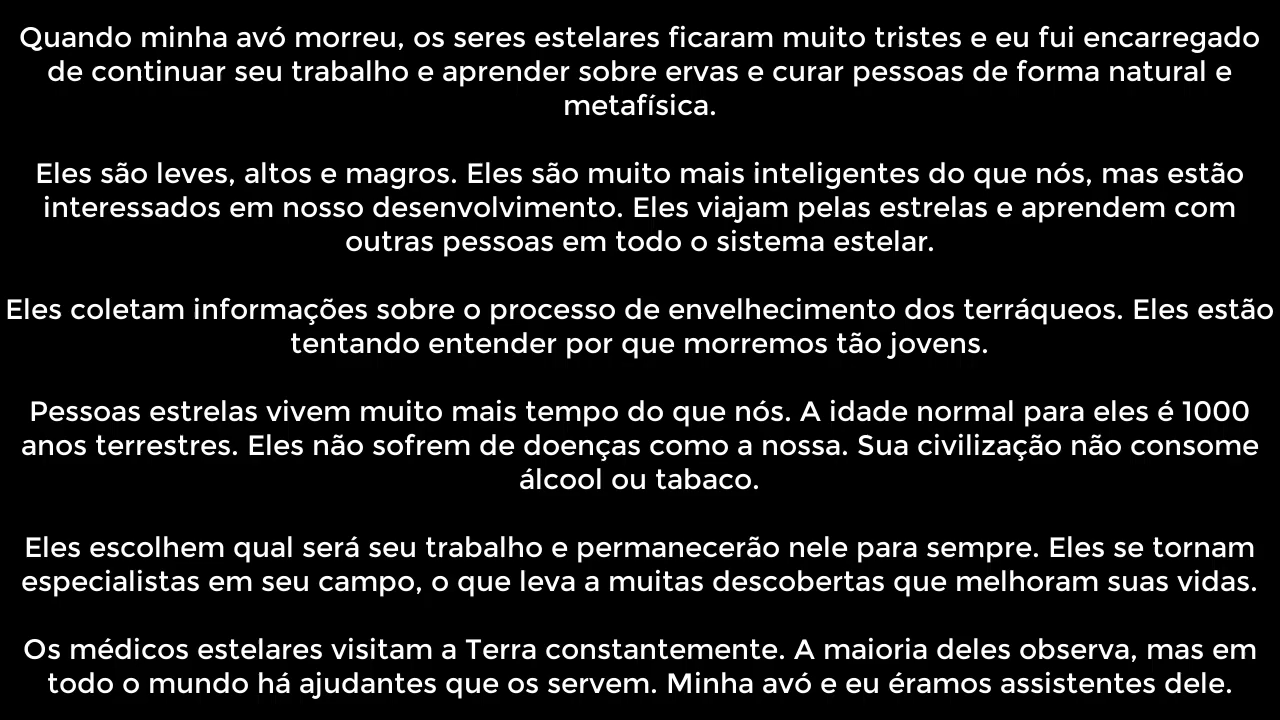 Quando minha avó morreu, os seres estelares ficaram muito tristes e eu fui encarregado
de continuar seu trabalho e aprender sobre ervas e curar pessoas de forma natural e
metafísica.
Eles são leves, altos e magros. Eles são muito mais inteligentes do que nós, mas estão
interessados em nosso desenvolvimento. Eles viajam pelas estrelas e aprendem com
outras pessoas em todo o sistema estelar.
Eles coletam informações sobre o processo de envelhecimento dos terráqueos. Eles estão
tentando entender por que morremos tão jovens.
Pessoas estrelas vivem muito mais tempo do que nós. A idade normal para eles é 1000
anos terrestres. Eles não sofrem de doenças como a nossa. Sua civilização não consome
álcool ou tabaco.
Eles escolhem qual será seu trabalho e permanecerão nele para sempre. Eles se tornam
especialistas em seu campo, o que leva a muitas descobertas que melhoram suas vidas.
Os médicos estelares visitam a Terra constantemente. A maioria deles observa, mas em
todo o mundo há ajudantes que os servem. Minha avó e eu éramos assistentes dele.